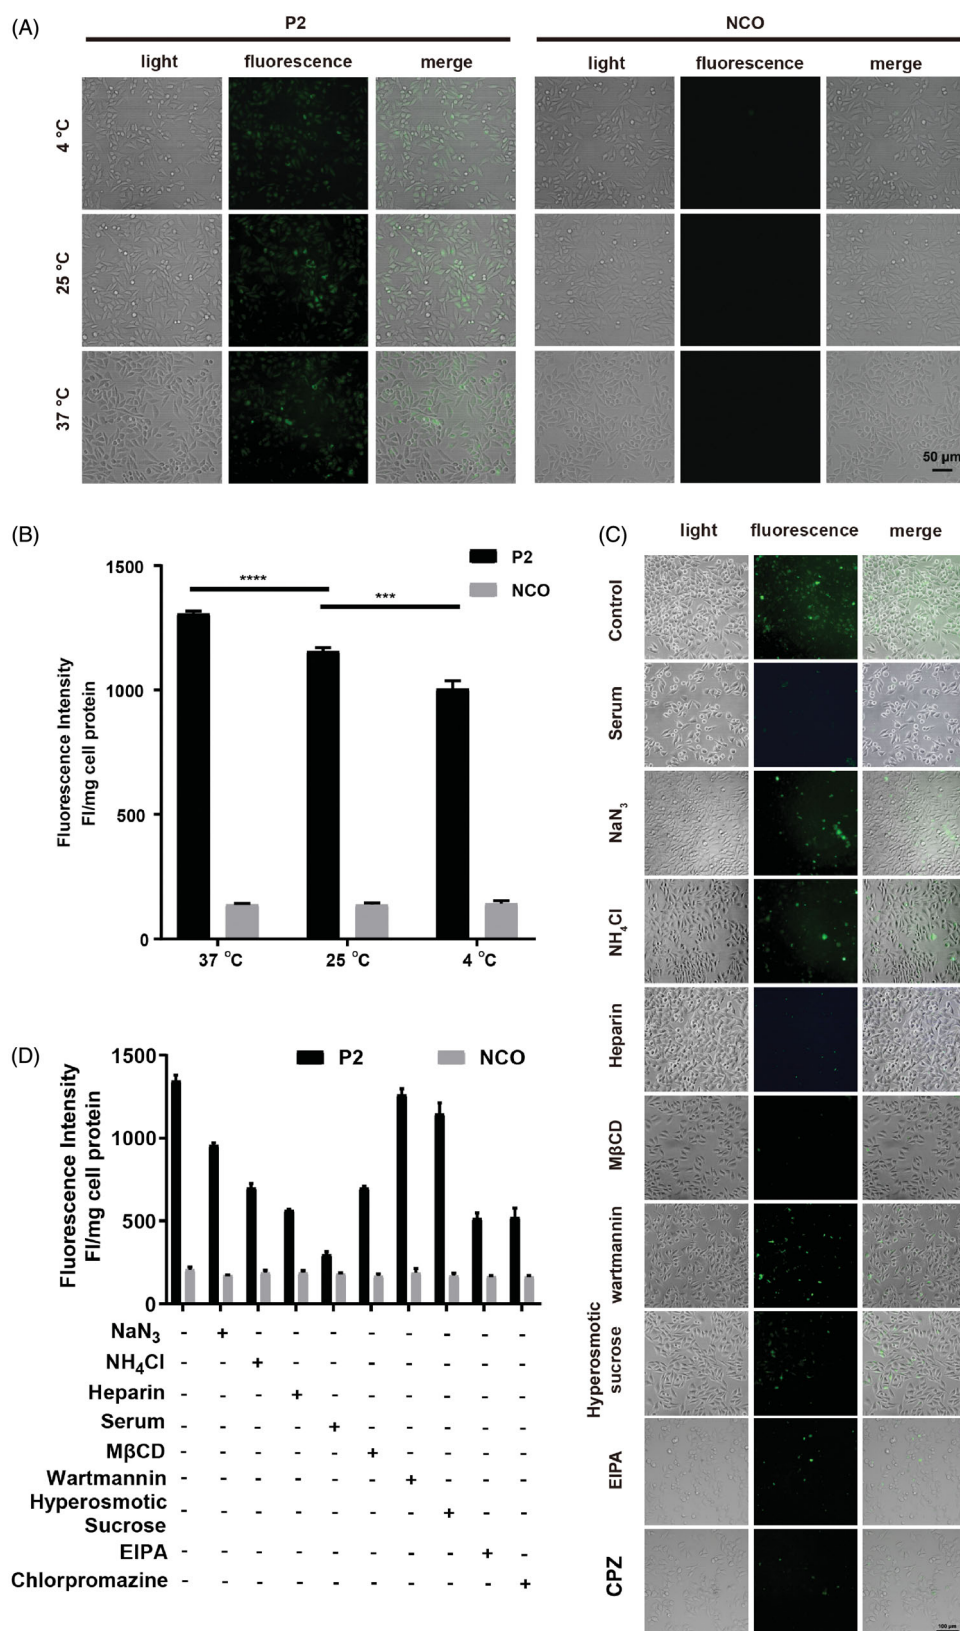 (A)
P2
NCO
light fluorescence merge light fluorescence merge
4 °C
25 °C
37 °C
50 µm
(B)
1500
1000
500
0
Fluorescence Intensity
FI/mg cell protein
P2
NCO
****
***
37 °C 25 °C 4 °C
(C)
light fluorescence merge
Control
Serum
NaN₃
NH₄Cl
Heparin
MβCD
wartmannin
Hyperosmotic
sucrose
EIPA
CPZ
100 µm
(D)
1500
1000
500
0
Fluorescence Intensity
FI/mg cell protein
P2 NCO
NaN₃ - + - - - - - - - -
NH₄Cl - - + - - - - - - -
Heparin - - - + - - - - - -
Serum - - - - + - - - - -
MβCD - - - - - + - - - -
Wartmannin - - - - - - + - - -
Hyperosmotic
Sucrose - - - - - - - + - -
EIPA - - - - - - - - + -
Chlorpromazine - - - - - - - - - +